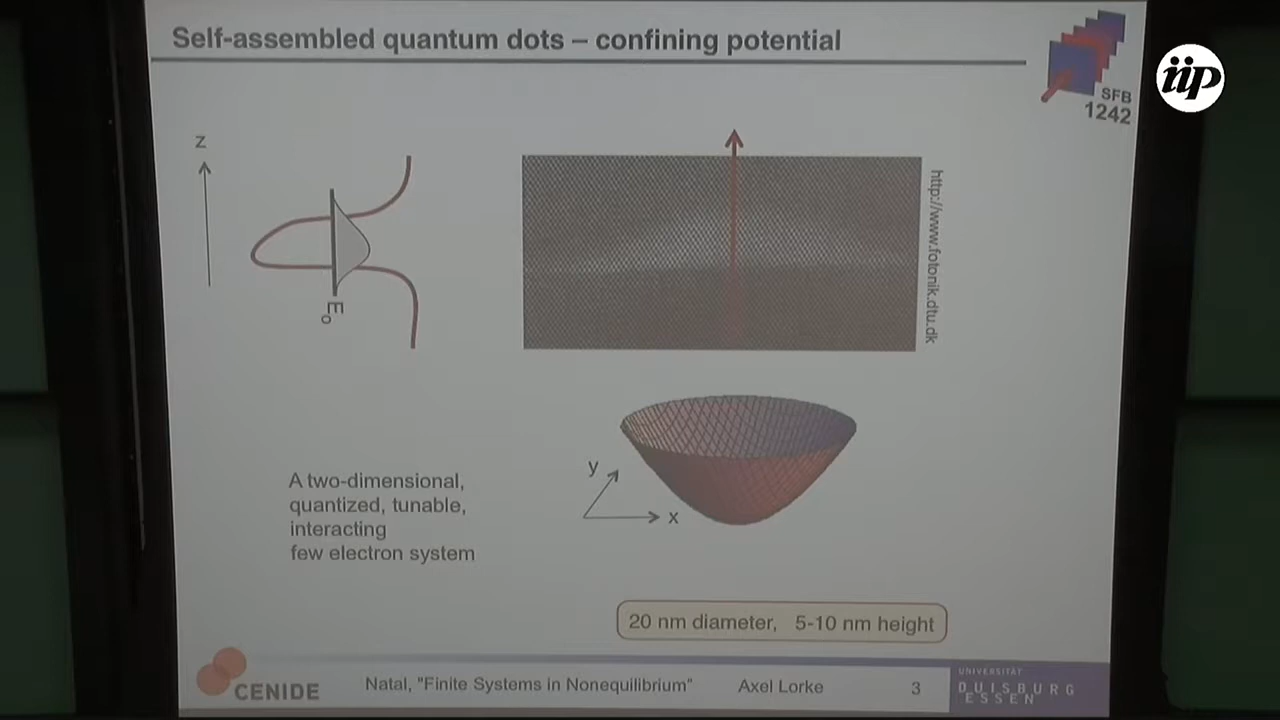 Self-assembled quantum dots – confining potential
SFB
1242
iip
z
E₀
http://www.fotonik.dtu.dk
y
x
A two-dimensional,
quantized, tunable,
interacting
few electron system
20 nm diameter, 5-10 nm height
CENIDE
Natal, "Finite Systems in Nonequilibrium"
Axel Lorke
3
UNIVERSITÄT
DUISBURG
ESSEN